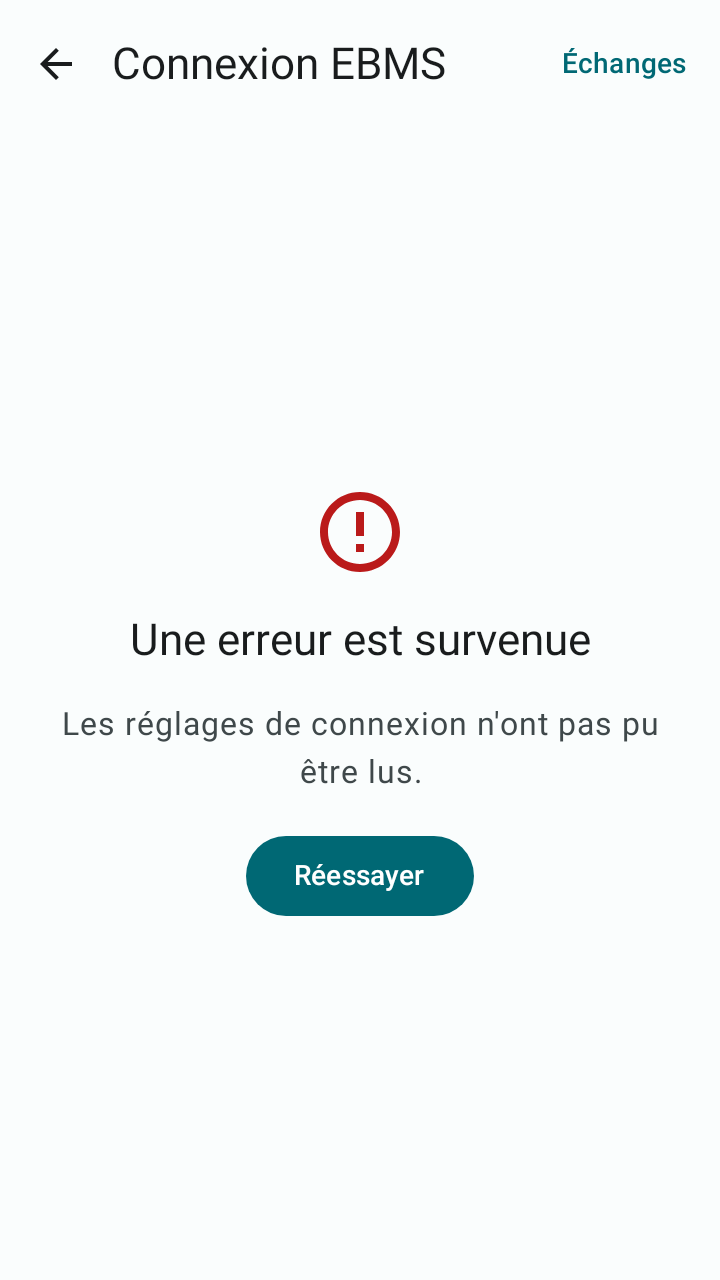 Connexion EBMS
Échanges
Une erreur est survenue
Les réglages de connexion n'ont pas pu
être lus.
Réessayer